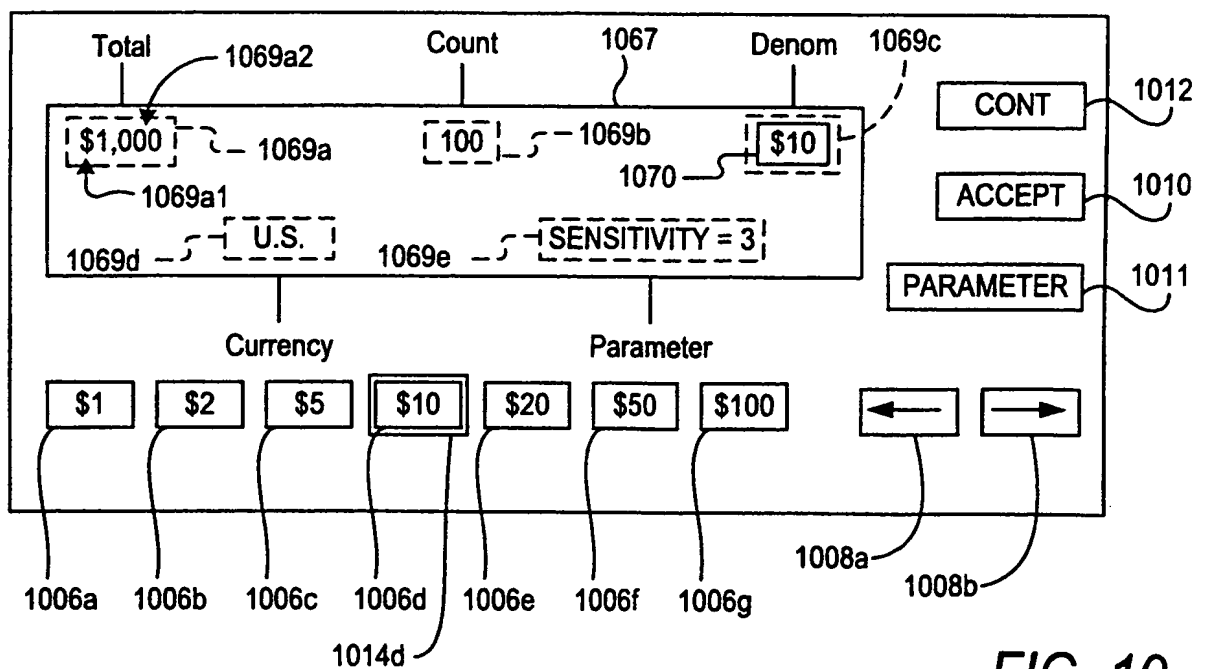 Total Count 1067 Denom 1069c
1069a2
CONT 1012
$1,000 1069a 100 1069b $10
1070
1069a1 ACCEPT 1010
U.S. SENSITIVITY = 3
1069d 1069e
PARAMETER 1011
Currency Parameter
$1 $2 $5 $10 $20 $50 $100
1008a
1008b
1006a 1006b 1006c 1006d 1006e 1006f 1006g
1014d
FIG. 10